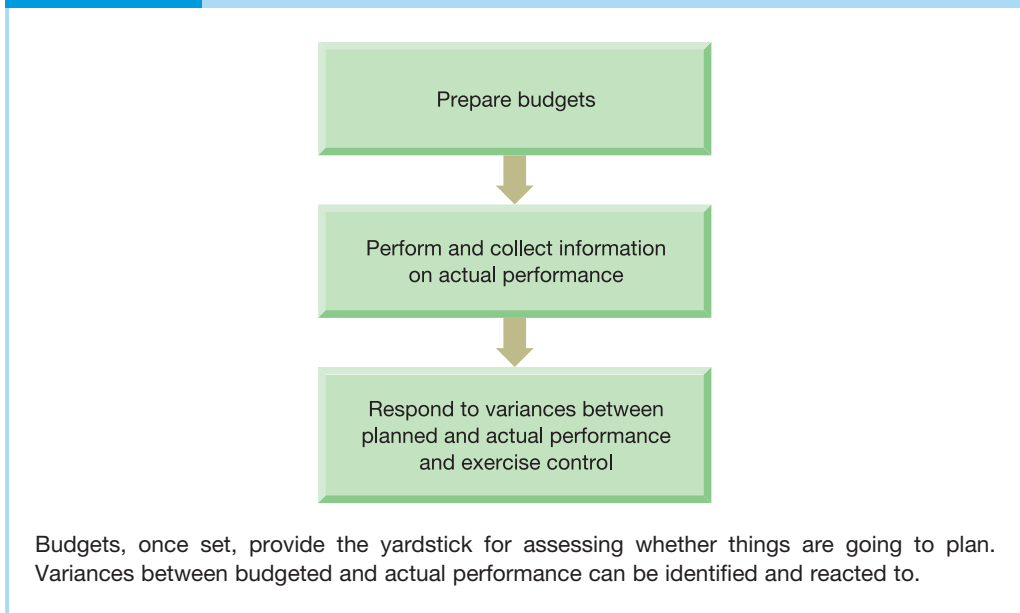 Prepare budgets
Perform and collect information
on actual performance
Respond to variances between
planned and actual performance
and exercise control
Budgets, once set, provide the yardstick for assessing whether things are going to plan.
Variances between budgeted and actual performance can be identified and reacted to.